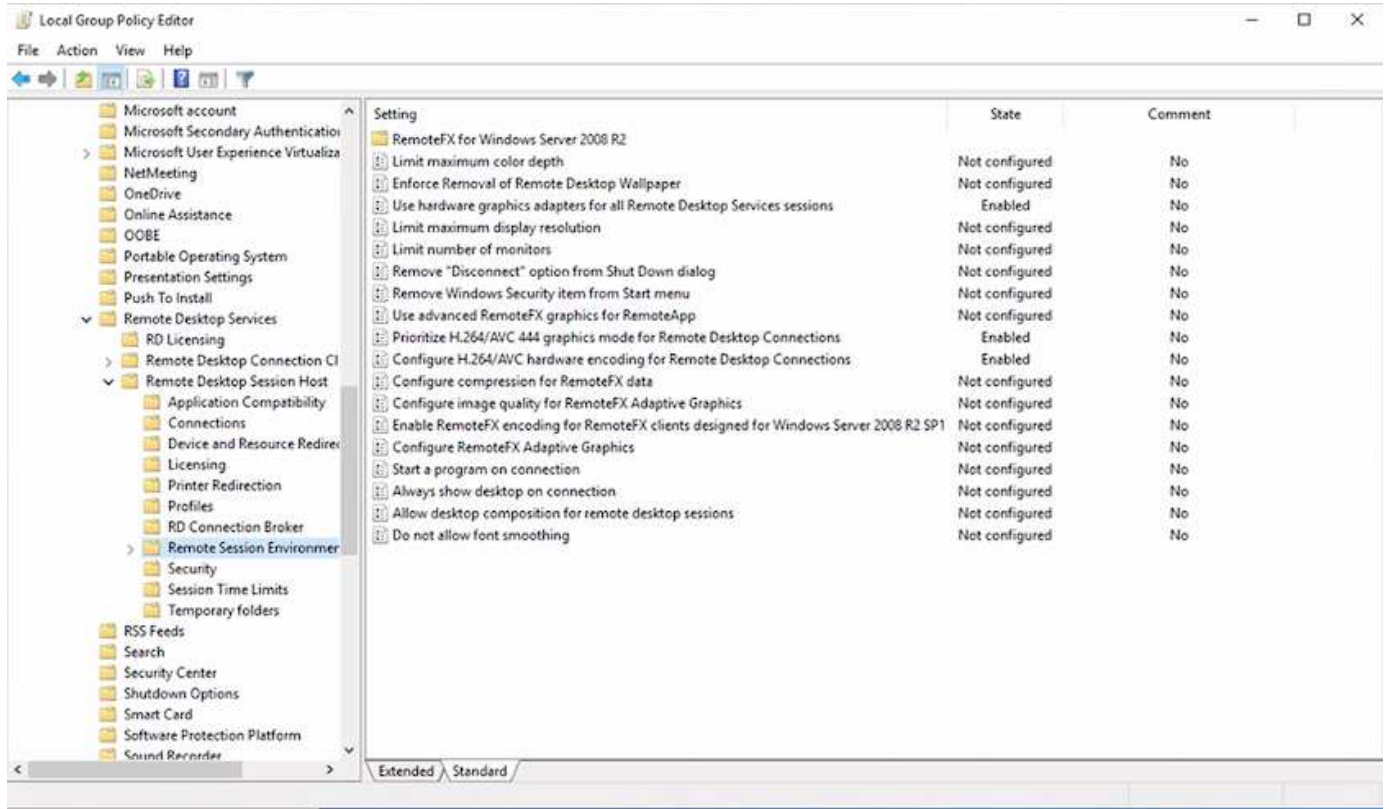 Local Group Policy Editor
File Action View Help
Microsoft account
Microsoft Secondary Authentication
Microsoft User Experience Virtualiza
NetMeeting
OneDrive
Online Assistance
OOBE
Portable Operating System
Presentation Settings
Push To Install
Remote Desktop Services
RD Licensing
Remote Desktop Connection Cl
Remote Desktop Session Host
Application Compatibility
Connections
Device and Resource Redirec
Licensing
Printer Redirection
Profiles
RD Connection Broker
Remote Session Environmer
Security
Session Time Limits
Temporary folders
RSS Feeds
Search
Security Center
Shutdown Options
Smart Card
Software Protection Platform
Sound Recorder
Setting State Comment
RemoteFX for Windows Server 2008 R2
Limit maximum color depth Not configured No
Enforce Removal of Remote Desktop Wallpaper Not configured No
Use hardware graphics adapters for all Remote Desktop Services sessions Enabled No
Limit maximum display resolution Not configured No
Limit number of monitors Not configured No
Remove "Disconnect" option from Shut Down dialog Not configured No
Remove Windows Security item from Start menu Not configured No
Use advanced RemoteFX graphics for RemoteApp Not configured No
Prioritize H.264/AVC 444 graphics mode for Remote Desktop Connections Enabled No
Configure H.264/AVC hardware encoding for Remote Desktop Connections Enabled No
Configure compression for RemoteFX data Not configured No
Configure image quality for RemoteFX Adaptive Graphics Not configured No
Enable RemoteFX encoding for RemoteFX clients designed for Windows Server 2008 R2 SP1 Not configured No
Configure RemoteFX Adaptive Graphics Not configured No
Start a program on connection Not configured No
Always show desktop on connection Not configured No
Allow desktop composition for remote desktop sessions Not configured No
Do not allow font smoothing Not configured No
Extended Standard